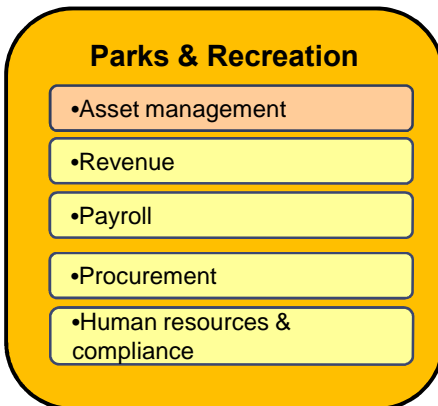 Parks & Recreation
•Asset management
•Revenue
•Payroll
•Procurement
•Human resources &
compliance